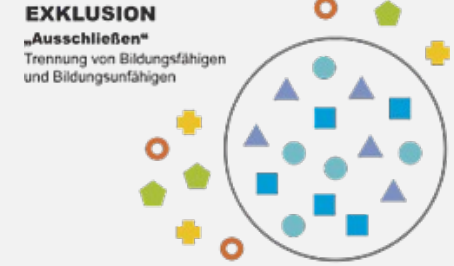 EXKLUSION
„Ausschließen“
Trennung von Bildungsfähigen
und Bildungsunfähigen